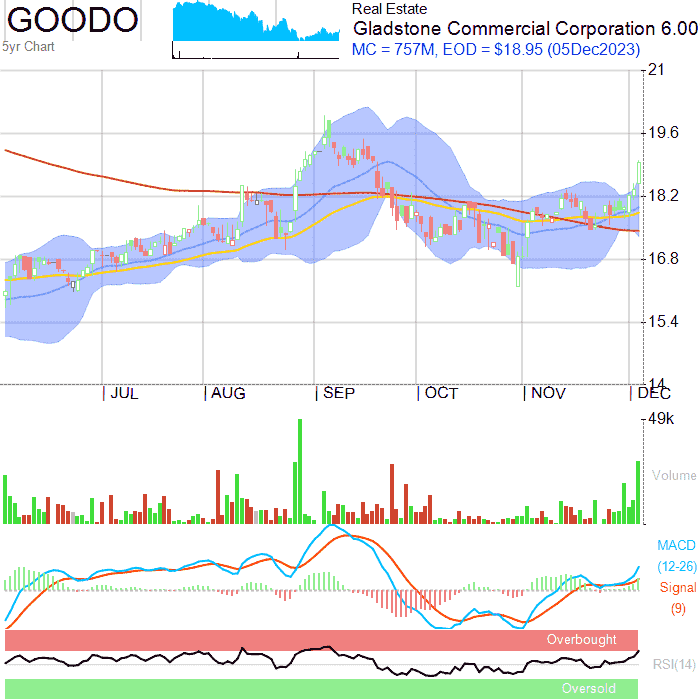 GOODO
5yr Chart
Real Estate
Gladstone Commercial Corporation 6.00
MC = 757M, EOD = $18.95 (05Dec2023)
21
19.6
18.2
16.8
15.4
14
JUL AUG SEP OCT NOV DEC
49k
Volume
MACD
(12-26)
Signal
(9)
Overbought
RSI(14)
Oversold